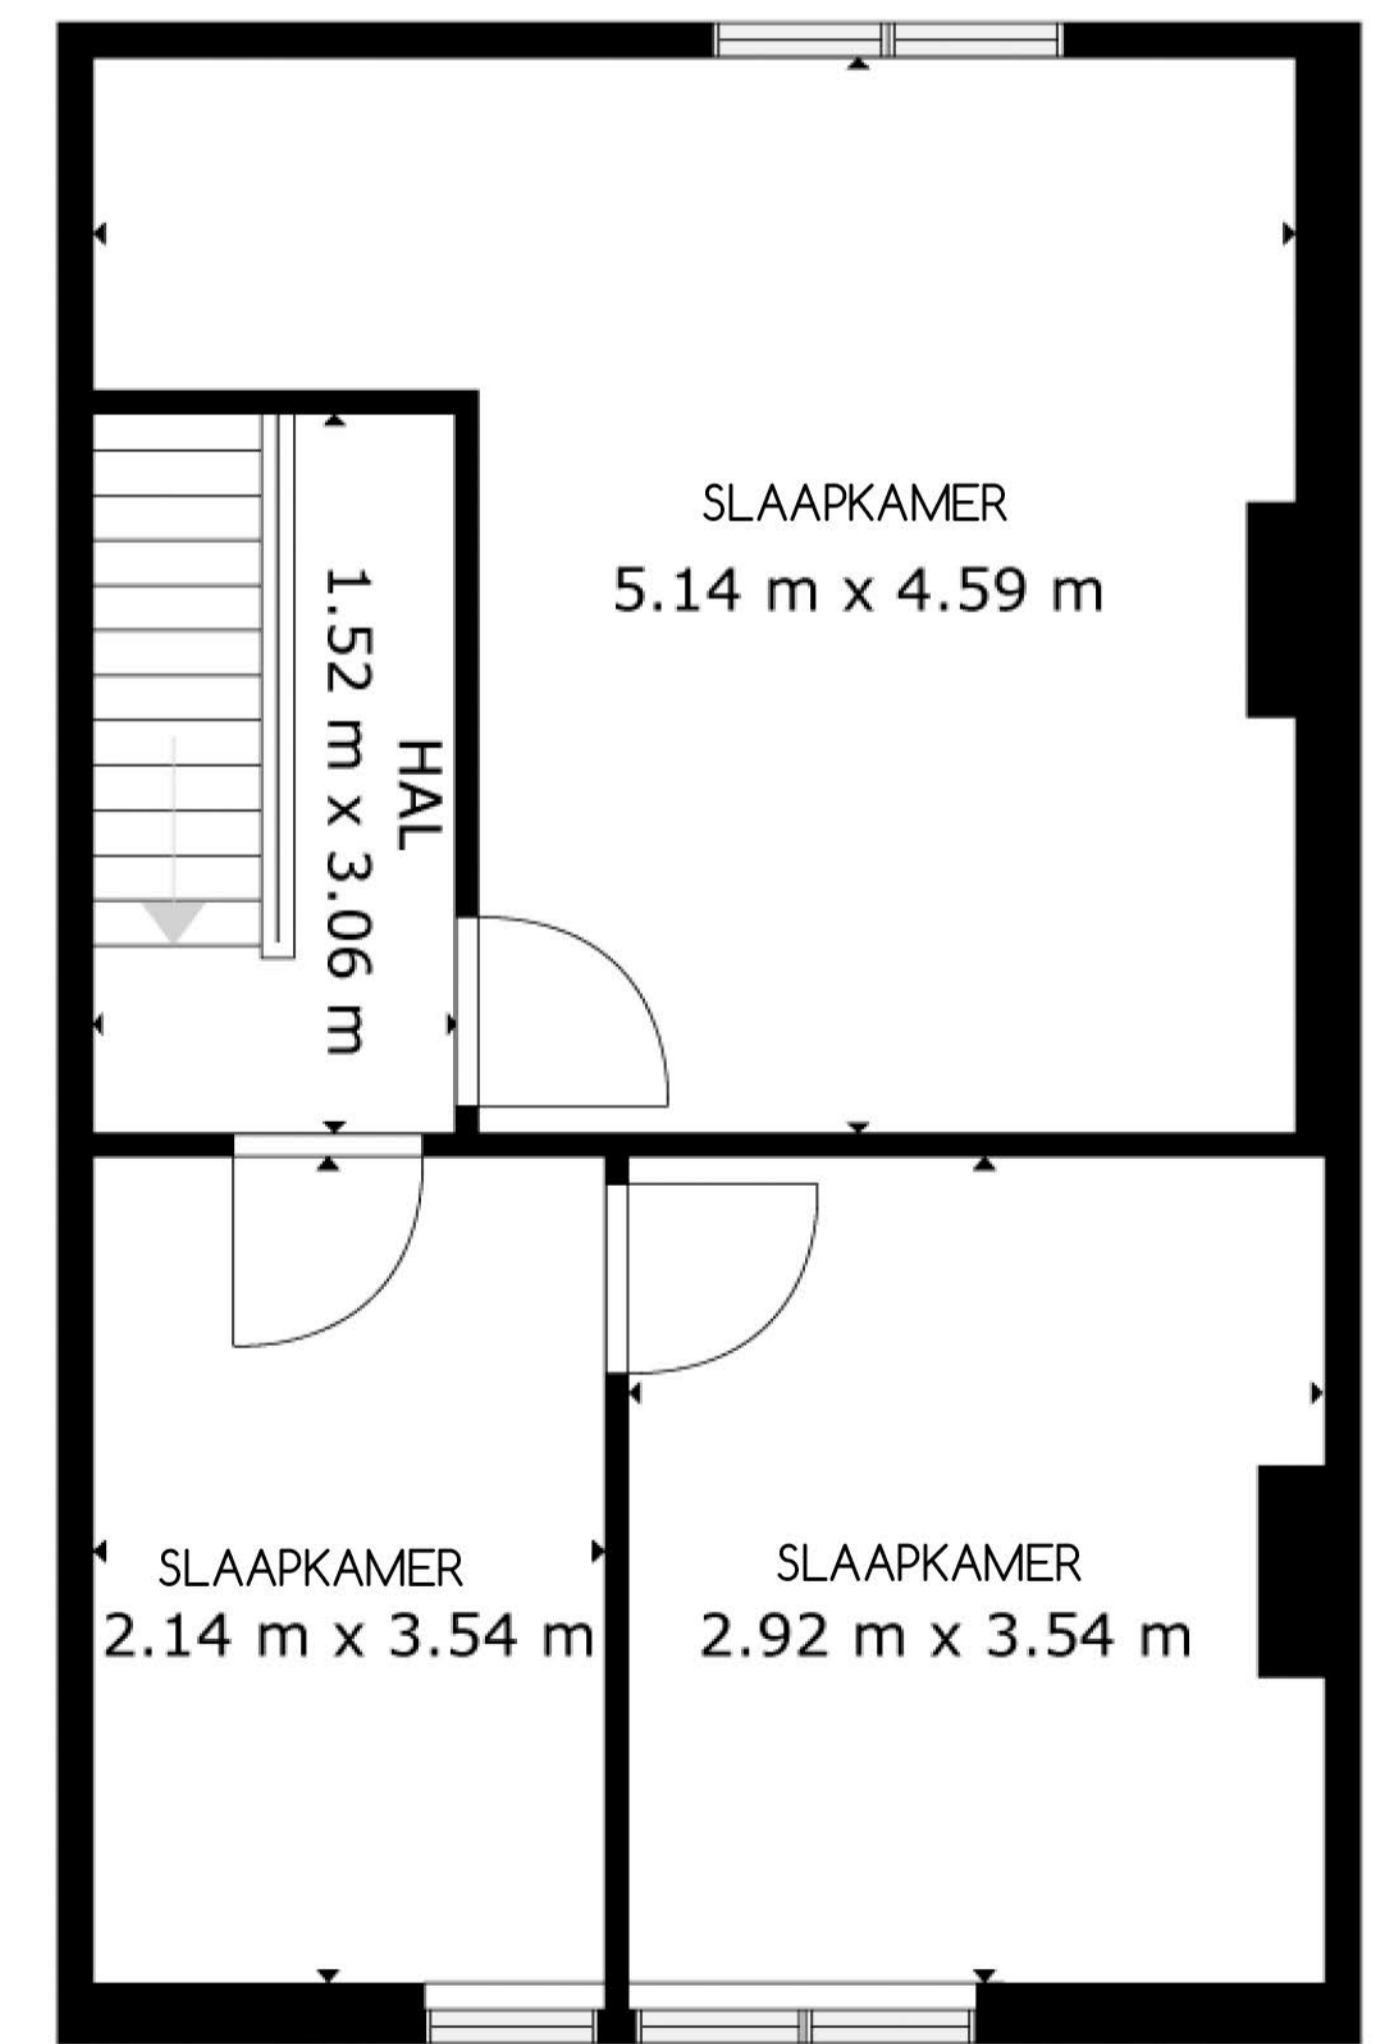 SLAAPKAMER
5.14 m x 4.59 m
HAL
1.52 m x 3.06 m
SLAAPKAMER
2.14 m x 3.54 m
SLAAPKAMER
2.92 m x 3.54 m